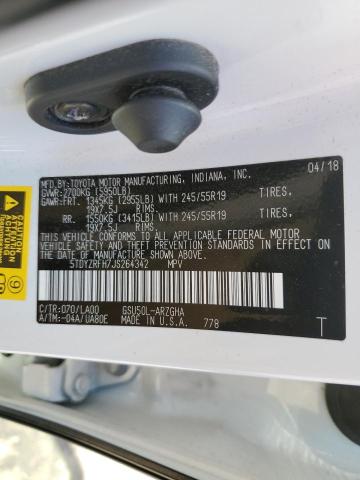 MFD.BY:TOYOTA MOTOR MANUFACTURING, INDIANA, INC. 04/18
GVWR:2700KG (5950LB)
GAWR:FRT. 1345KG (2955LB) WITH 245/55R19 TIRES,
19X7.5J RIMS.
RR. 1550KG (3415LB) WITH 245/55R19 TIRES,
19X7.5J RIMS.
THIS VEHICLE CONFORMS TO ALL APPLICABLE FEDERAL MOTOR
VEHICLE SAFETY, AND THEFT PREVENTION STANDARDS IN EFFECT ON
THE DATE OF MANUFACTURE SHOWN ABOVE.
5TDYZRFH7JS264342 MPV
C/TR:070/LA00 GSU50L-ARZGHA
A/TM:-04A/UA80E MADE IN U.S.A. 778 T
ACTION